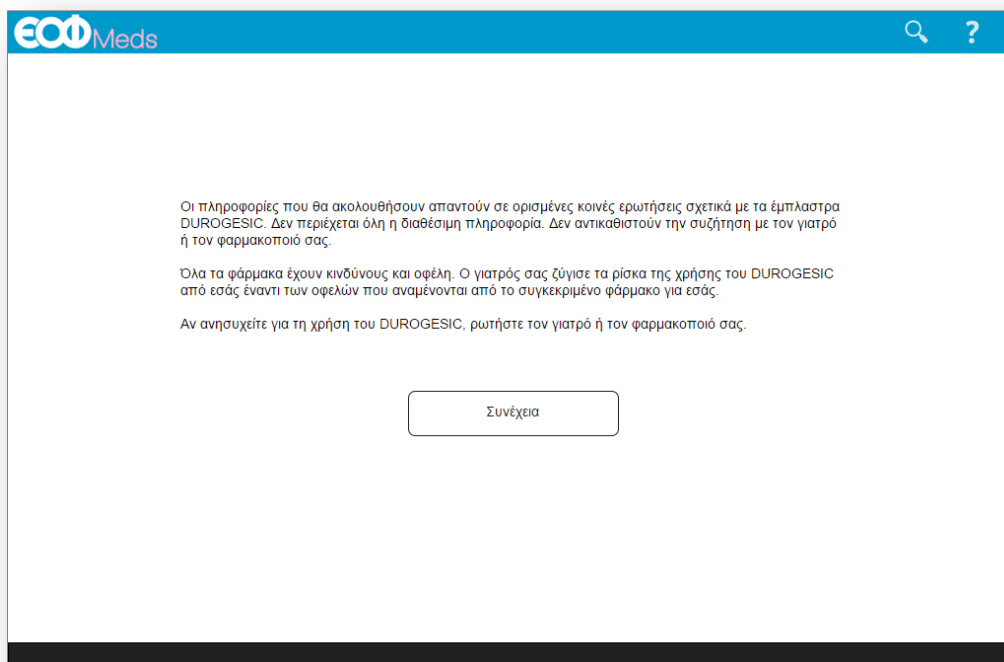 ΕΟΦMeds
?
Οι πληροφορίες που θα ακολουθήσουν απαντούν σε ορισμένες κοινές ερωτήσεις σχετικά με τα έμπλαστρα
DUROGESIC. Δεν περιέχεται όλη η διαθέσιμη πληροφορία. Δεν αντικαθιστούν την συζήτηση με τον γιατρό
ή τον φαρμακοποιό σας.
Όλα τα φάρμακα έχουν κινδύνους και οφέλη. Ο γιατρός σας ζύγισε τα ρίσκα της χρήσης του DUROGESIC
από εσάς έναντι των οφελών που αναμένονται από το συγκεκριμένο φάρμακο για εσάς.
Αν ανησυχείτε για τη χρήση του DUROGESIC, ρωτήστε τον γιατρό ή τον φαρμακοποιό σας.
Συνέχεια